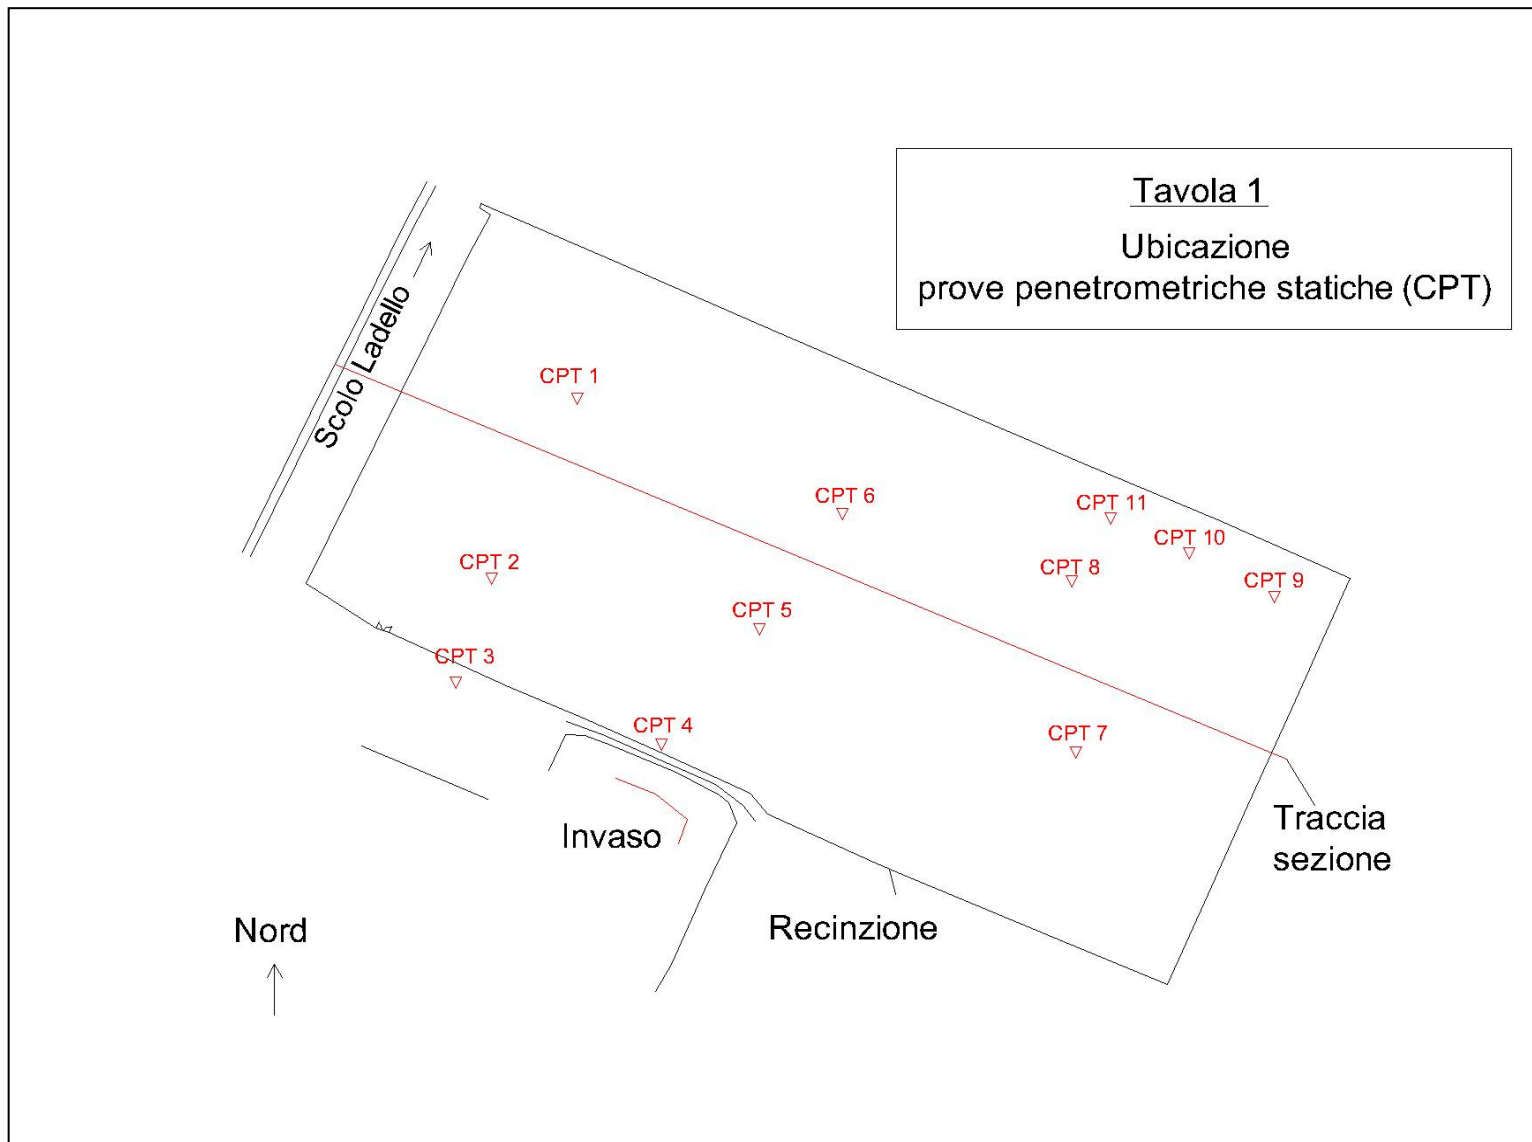 Tavola 1
Ubicazione
prove penetrometriche statiche (CPT)
Scolo Ladello
CPT 1
CPT 6
CPT 11
CPT 10
CPT 2
CPT 8
CPT 9
CPT 5
CPT 3
CPT 4
CPT 7
Traccia
sezione
Invaso
Recinzione
Nord